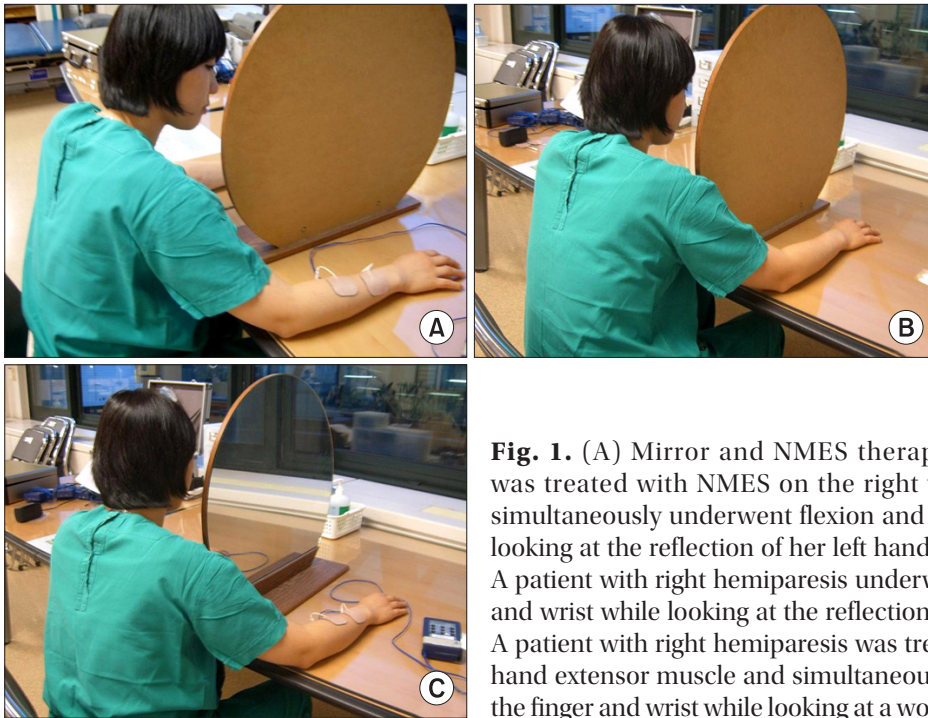 A
B
C
Fig. 1. (A) Mirror and NMES therap
was treated with NMES on the right
simultaneously underwent flexion and
looking at the reflection of her left hand
A patient with right hemiparesis underw
and wrist while looking at the reflection
A patient with right hemiparesis was tre
hand extensor muscle and simultaneou
the finger and wrist while looking at a wo